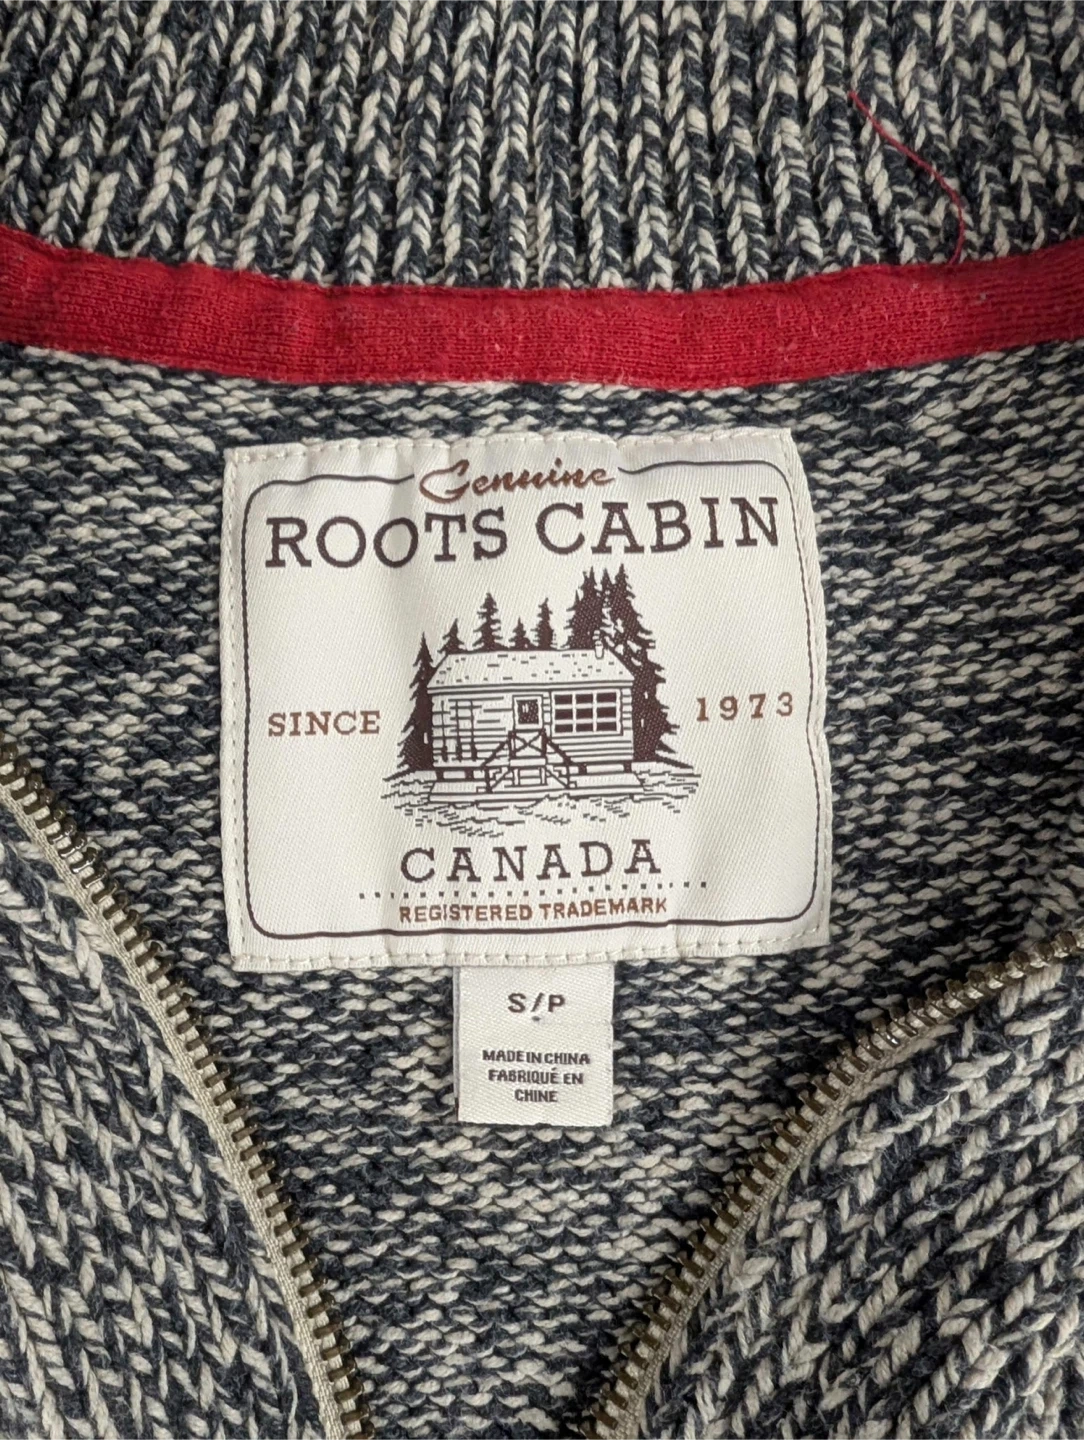 Genuine
ROOTS CABIN
SINCE 1973
CANADA
REGISTERED TRADEMARK
S/P
MADE IN CHINA
FABRIQUÉ EN
CHINE